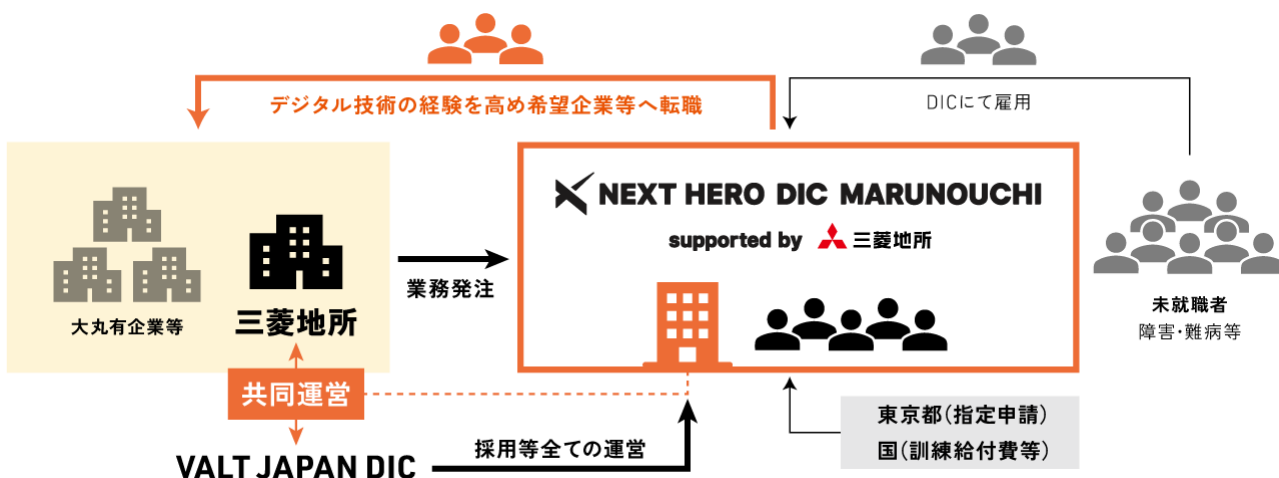 デジタル技術の経験を高め希望企業等へ転職
DICにて雇用
NEXT HERO DIC MARUNOUCHI
supported by 三菱地所
業務発注
大丸有企業等
三菱地所
未就職者
障害・難病等
共同運営
東京都(指定申請)
国(訓練給付費等)
採用等全ての運営
VALT JAPAN DIC